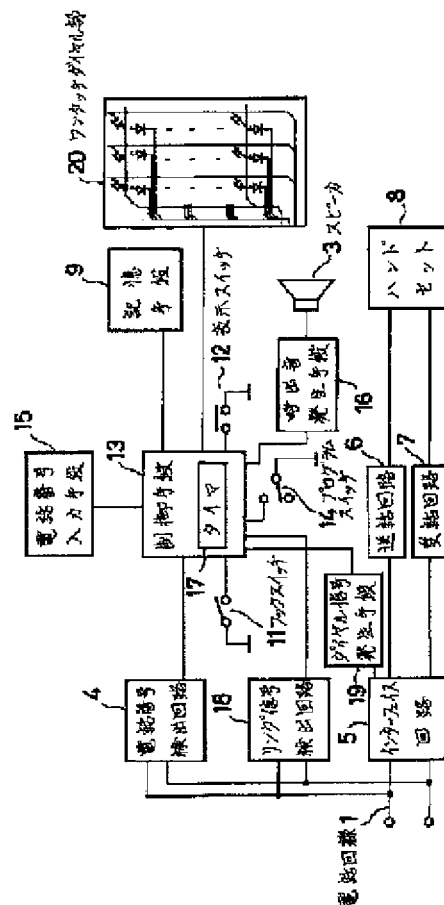 電話回線 1
4
電話番号
検出回路
18
リング信号
検出回路
5
インターフェイス
回路
19
ダイヤル信号
発生手段
11 フックスイッチ
15
電話番号
入力手段
13
制御手段
17
タイマ
14 プログラム
スイッチ
12 表示スイッチ
9
記憶
手段
20 ワンタッチダイヤル部
16
呼出音
発生手段
3 スピーカ
6
送話回路
7
受話回路
8
ハンド
セット